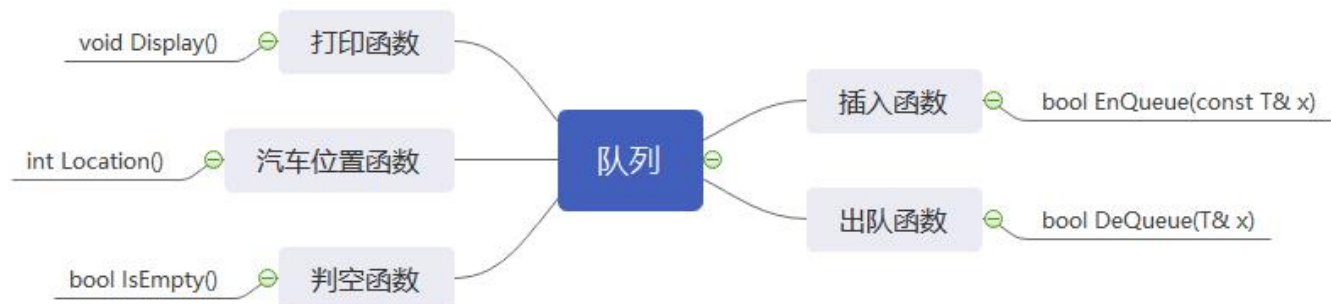 void Display()
打印函数
int Location()
汽车位置函数
bool IsEmpty()
判空函数
队列
插入函数
bool EnQueue(const T& x)
出队函数
bool DeQueue(T& x)